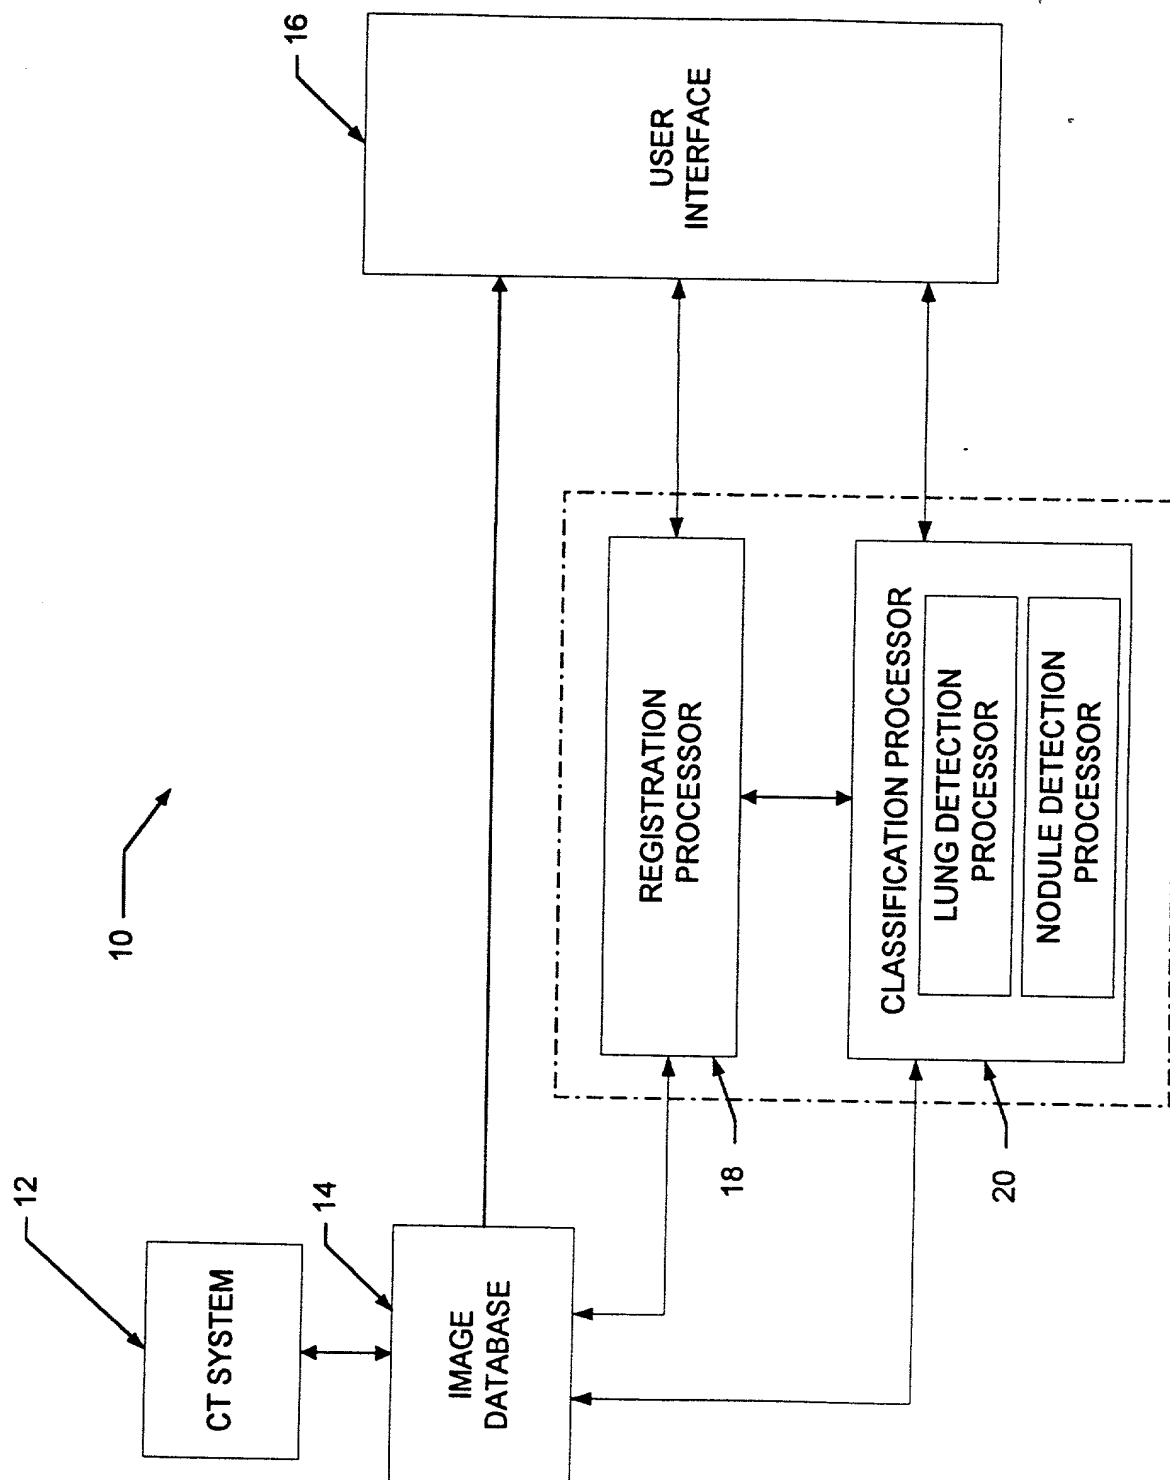 10
12
CT SYSTEM
14
IMAGE
DATABASE
16
USER
INTERFACE
18
REGISTRATION
PROCESSOR
20
CLASSIFICATION PROCESSOR
LUNG DETECTION
PROCESSOR
NODULE DETECTION
PROCESSOR